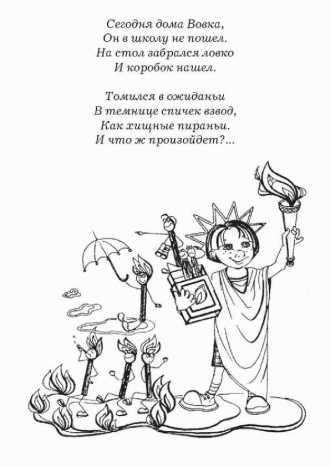 Сегодня дома Вовка,
Он в школу не пошел.
На стол забрался ловко
И коробок нашел.
Томился в ожиданьи
В темнице спичек взвод,
Как хищные пираньи.
И что ж произойдет?...